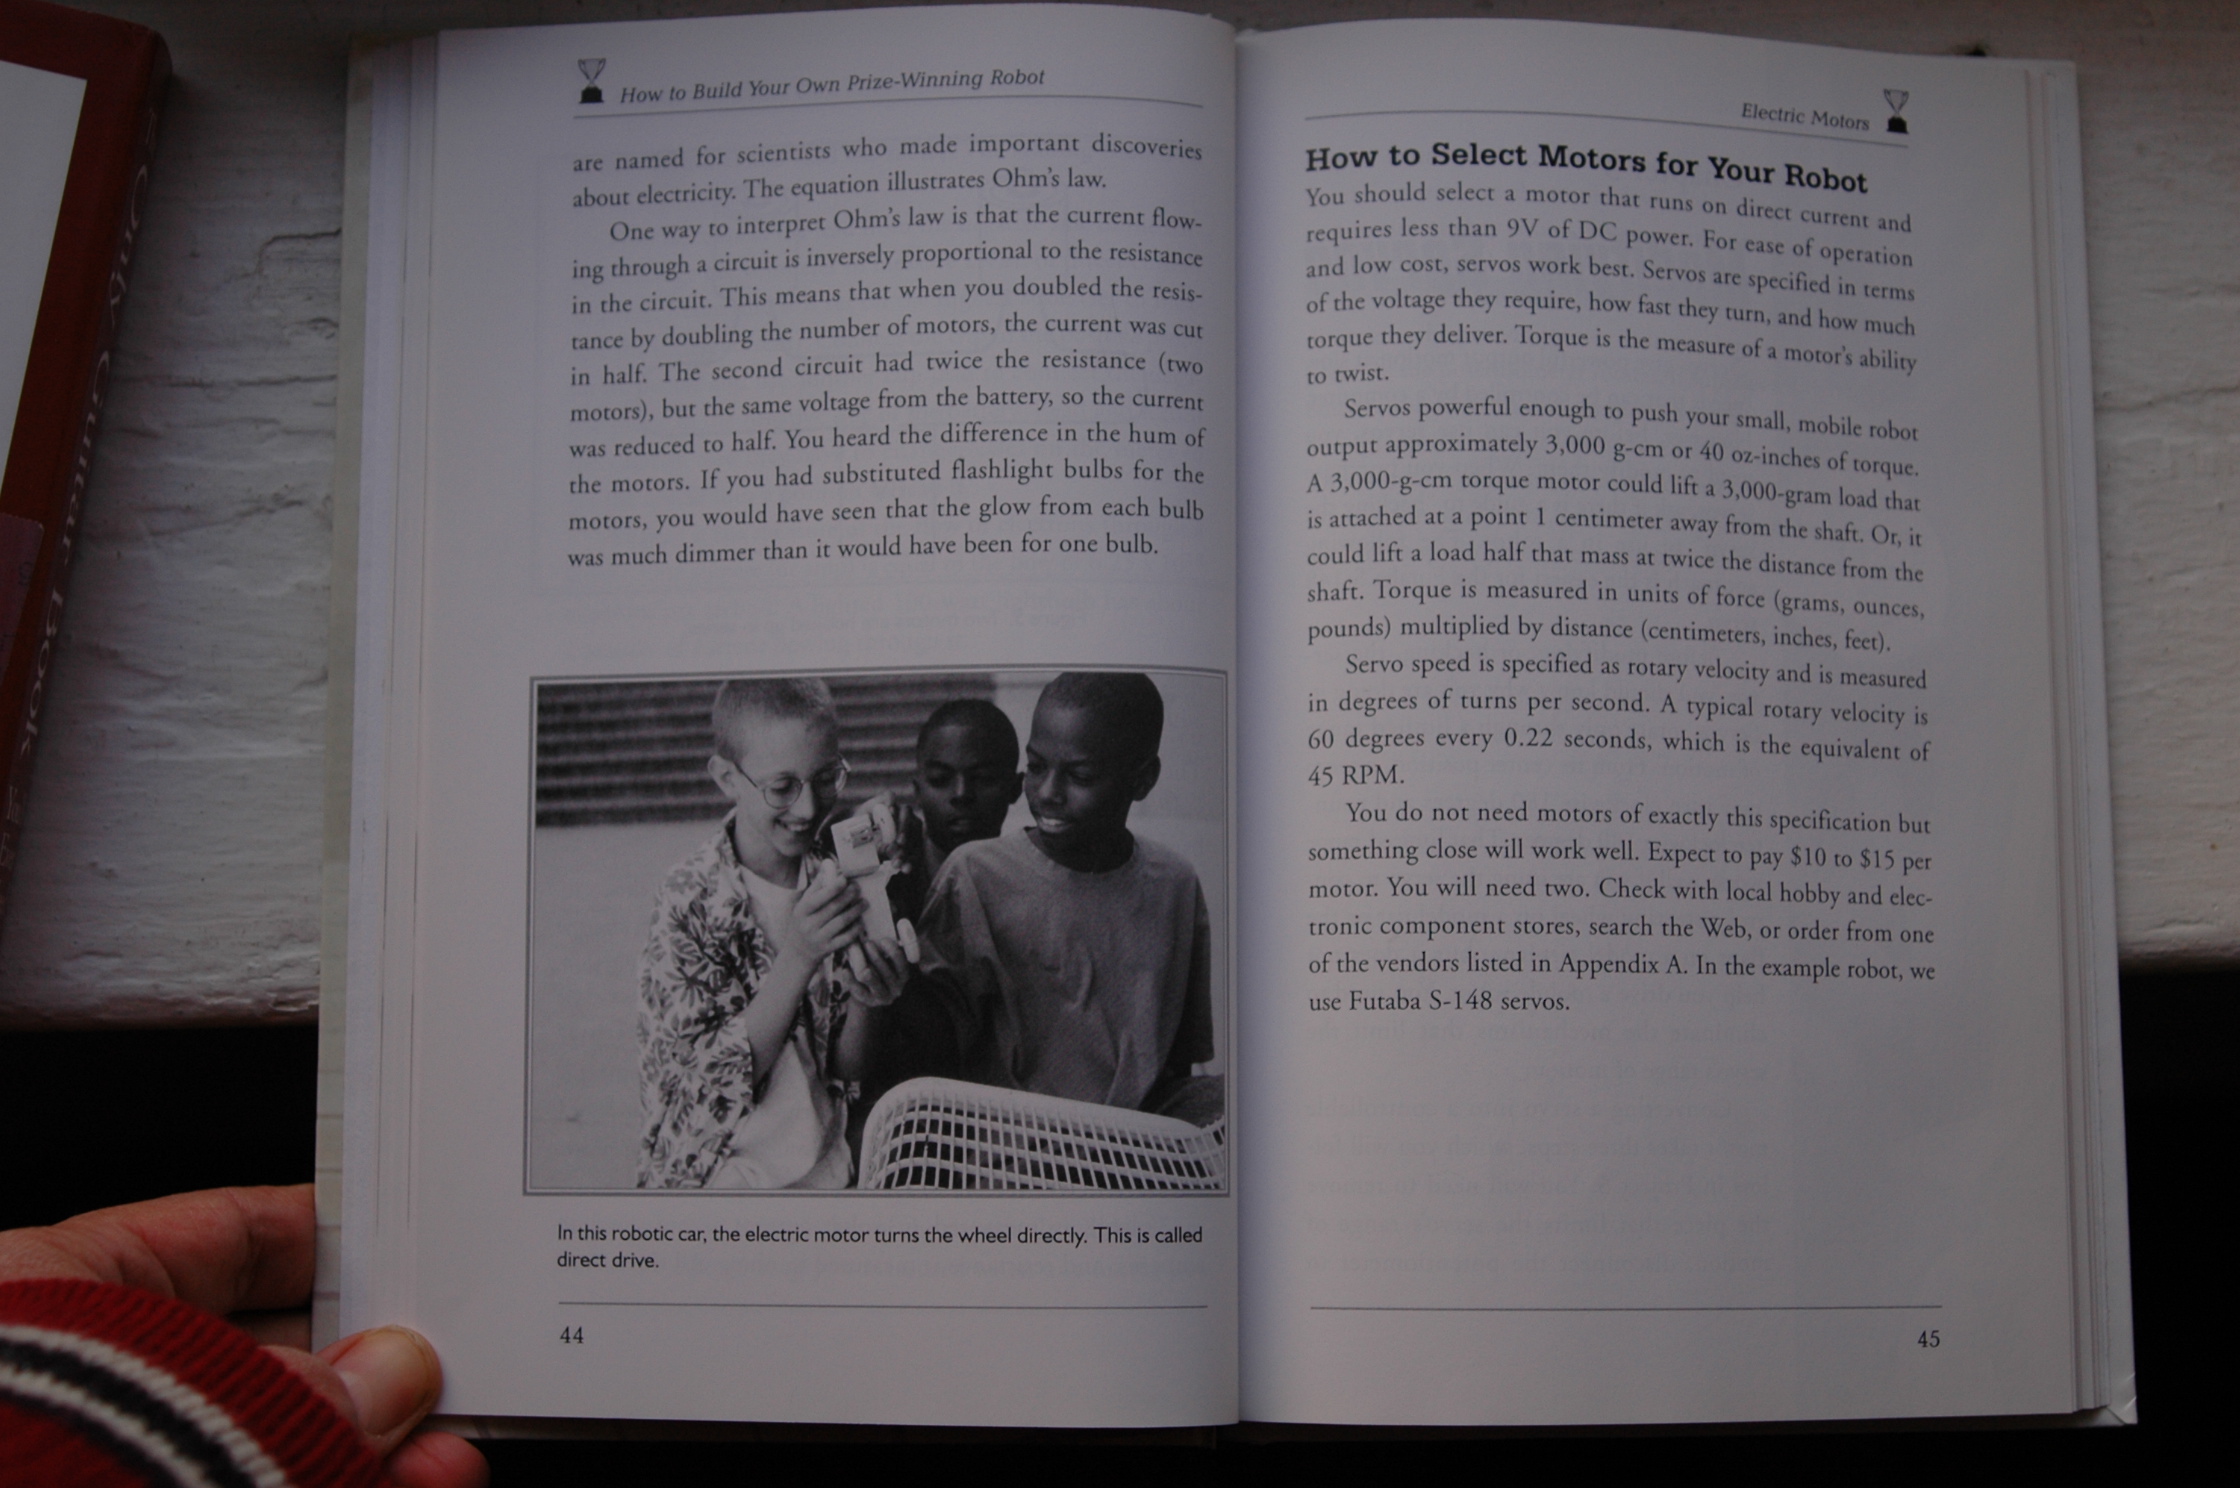 How to Build Your Own Prize-Winning Robot
are named for scientists who made important discoveries
about electricity. The equation illustrates Ohm's law.
One way to interpret Ohm's law is that the current flow-
ing through a circuit is inversely proportional to the resistance
in the circuit. This means that when you doubled the resis-
tance by doubling the number of motors, the current was cut
in half. The second circuit had twice the resistance (two
motors), but the same voltage from the battery, so the current
was reduced to half. You heard the difference in the hum of
the motors. If you had substituted flashlight bulbs for the
motors, you would have seen that the glow from each bulb
was much dimmer than it would have been for one bulb.
In this robotic car, the electric motor turns the wheel directly. This is called
direct drive.
44
Electric Motors
How to Select Motors for Your Robot
You should select a motor that runs on direct current and
requires less than 9V of DC power. For ease of operation
and low cost, servos work best. Servos are specified in terms
of the voltage they require, how fast they turn, and how much
torque they deliver. Torque is the measure of a motor's ability
to twist.
Servos powerful enough to push your small, mobile robot
output approximately 3,000 g-cm or 40 oz-inches of torque.
A 3,000-g-cm torque motor could lift a 3,000-gram load that
is attached at a point 1 centimeter away from the shaft. Or, it
could lift a load half that mass at twice the distance from the
shaft. Torque is measured in units of force (grams, ounces,
pounds) multiplied by distance (centimeters, inches, feet).
Servo speed is specified as rotary velocity and is measured
in degrees of turns per second. A typical rotary velocity is
60 degrees every 0.22 seconds, which is the equivalent of
45 RPM.
You do not need motors of exactly this specification but
something close will work well. Expect to pay $10 to $15 per
motor. You will need two. Check with local hobby and elec-
tronic component stores, search the Web, or order from one
of the vendors listed in Appendix A. In the example robot, we
use Futaba S-148 servos.
45
Only Guitar Book